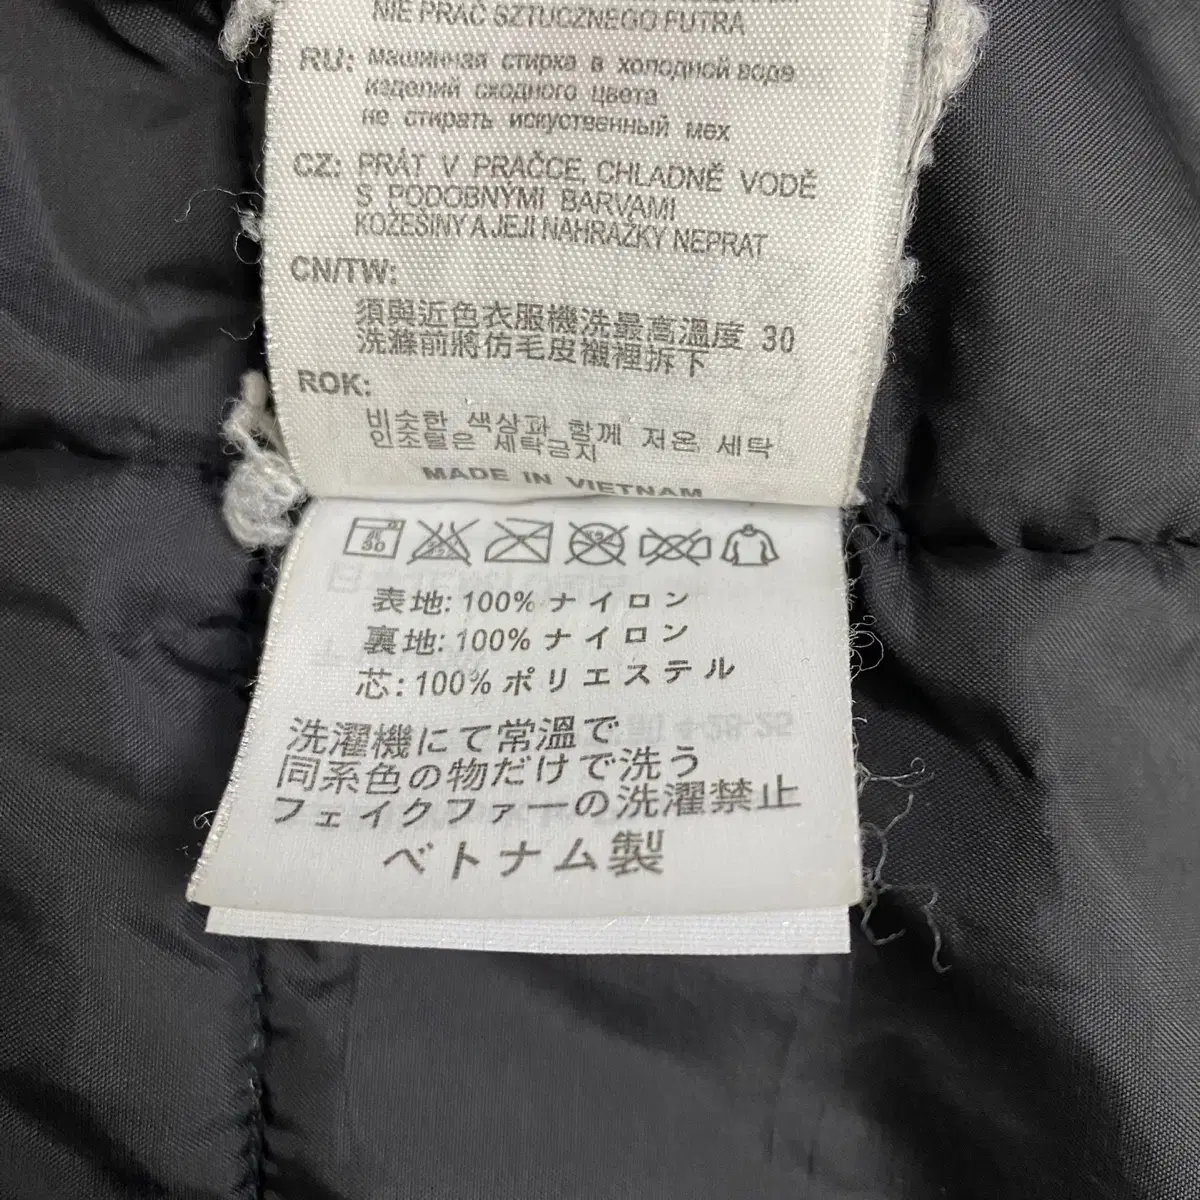 NIE PRAĆ SZTUCZNEGO FUTRA
RU: машинная стирка в холодной воде
изделий сходного цвета
не стирать искуственный мех
CZ: PRÁT V PRAČCE, CHLADNĚ VODĚ
S PODOBNÝMI BARVAMI
KOŽEŠINY A JEJI NAHRAŽKY NEPRAT
CN/TW:
須與近色衣服機洗最高溫度 30
洗滌前將仿毛皮襯裡拆下
ROK:
비슷한 색상과 함께 저온 세탁
인조털은 세탁금지
MADE IN VIETNAM
30
表地: 100% ナイロン
裏地: 100% ナイロン
芯: 100% ポリエステル
洗濯機にて常温で
同系色の物だけで洗う
フェイクファーの洗濯禁止
ベトナム製